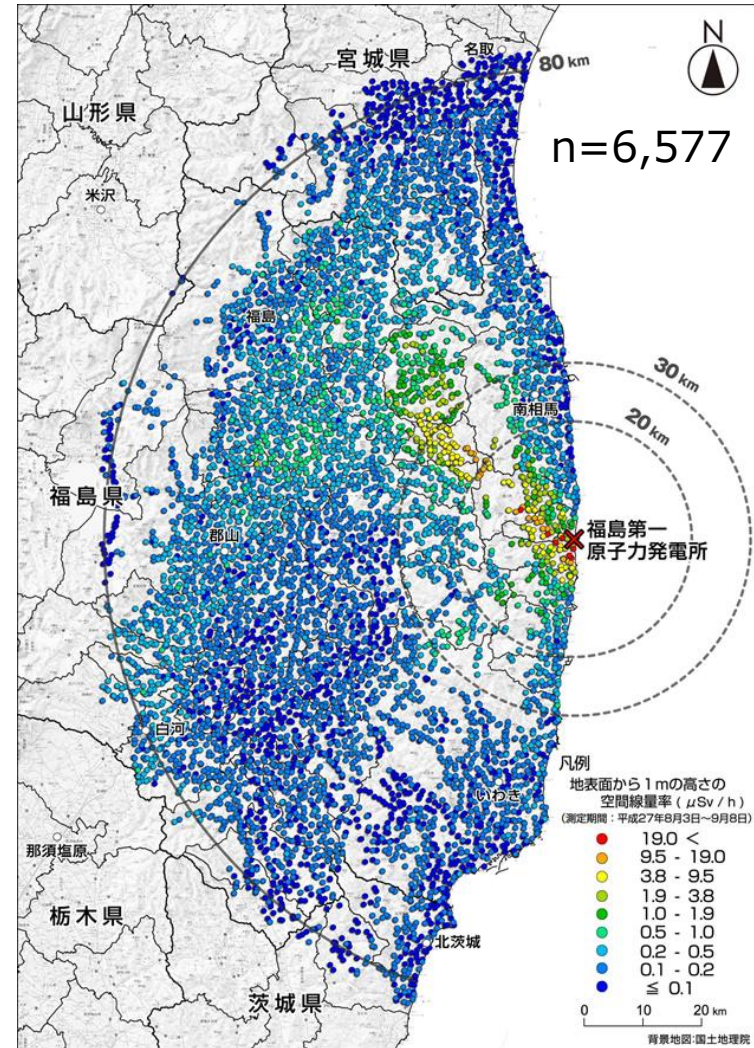 宮城県
名取
80 km
N
山形県
n=6,577
米沢
福島
30 km
南相馬
20 km
福島県
福島第一
原子力発電所
郡山
白河
凡例
地表面から1mの高さの
空間線量率 ( μSv / h )
(測定期間：平成27年8月3日～9月8日)
いわき
19.0 <
9.5 - 19.0
3.8 - 9.5
1.9 - 3.8
1.0 - 1.9
0.5 - 1.0
0.2 - 0.5
0.1 - 0.2
≦ 0.1
那須塩原
栃木県
北茨城
茨城県
0 10 20 km
背景地図:国土地理院